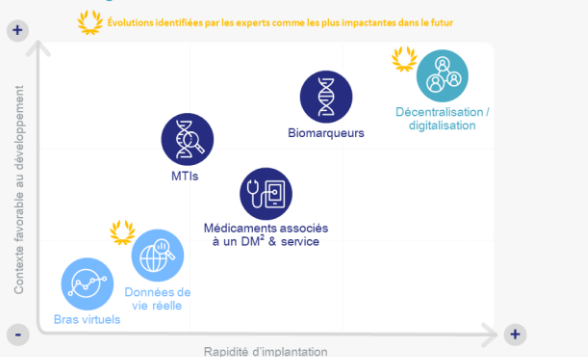 Évolutions identifiées par les experts comme les plus impactantes dans le futur
+
Contexte favorable au développement
Décentralisation /
digitalisation
Biomarqueurs
MTIs
Médicaments associés
à un DM² & service
Données de
vie réelle
Bras virtuels
-
+
Rapidité d'implantation